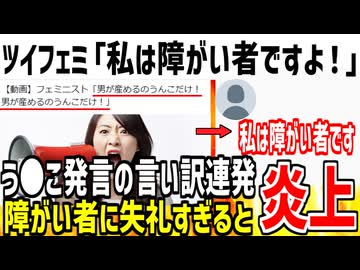 ツイフェミ「私は障がい者ですよ!」
【動画】フェミニスト「男が産めるのうんこだけ!
男が産めるのうんこだけ!」
私は障がい者です
う●こ発言の言い訳連発
障がい者に失礼すぎると
炎上